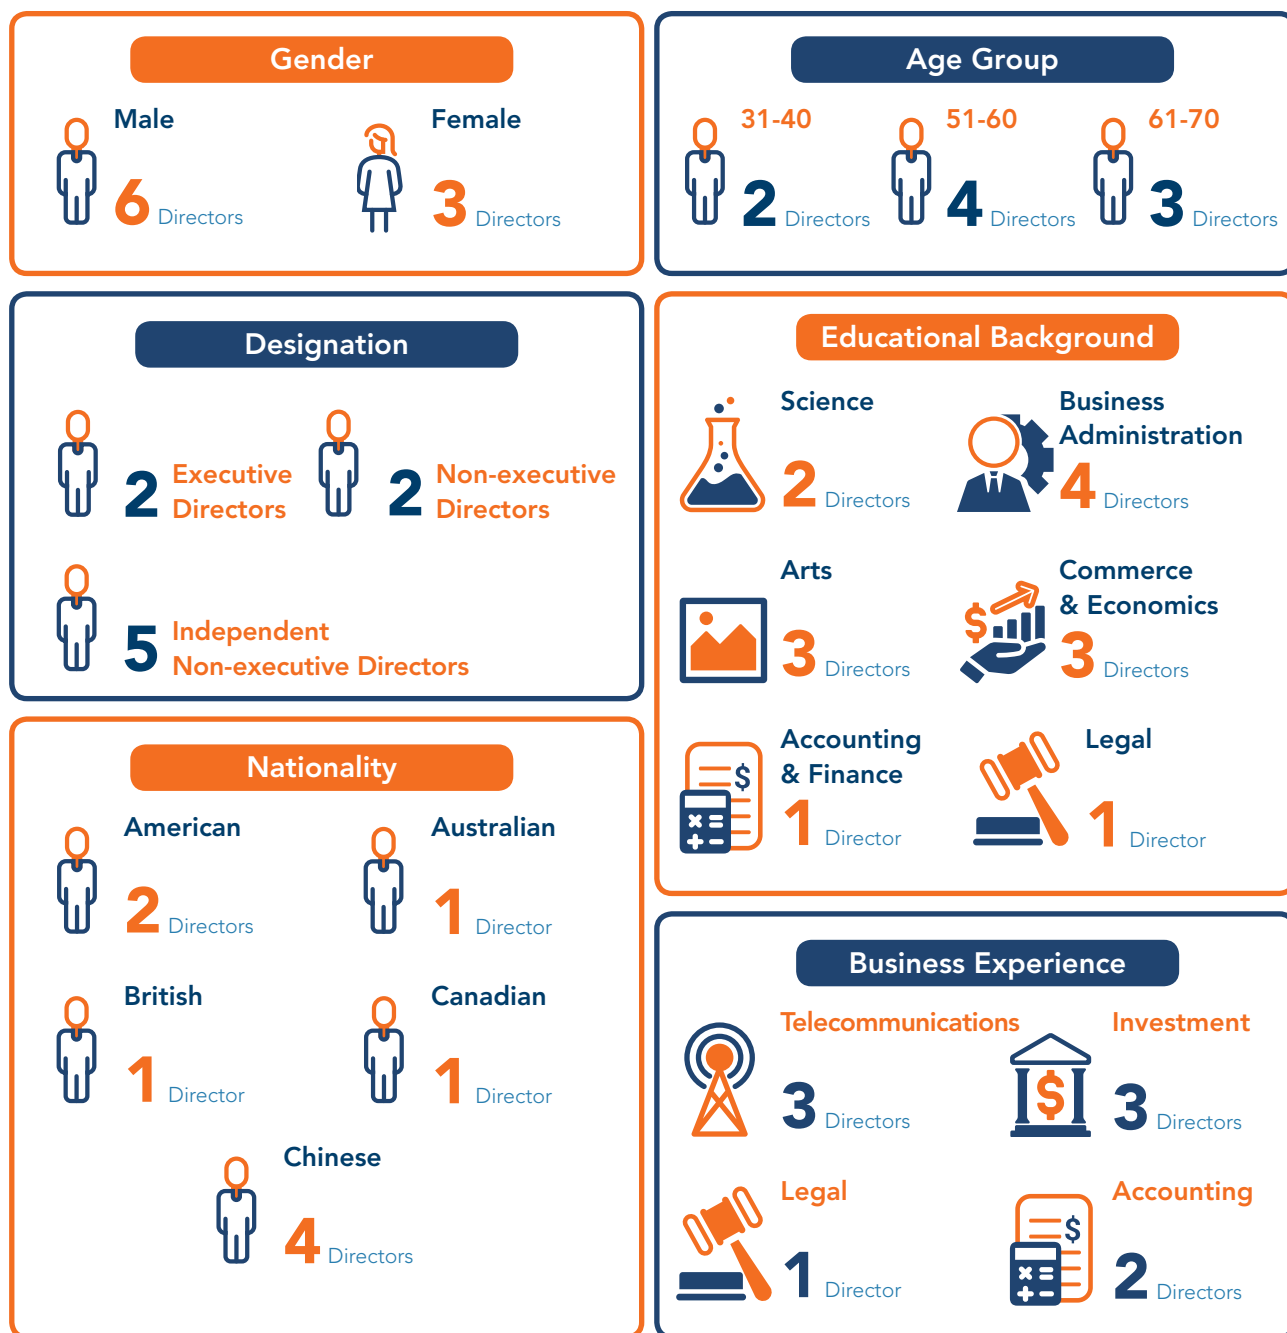 Gender
Male
6 Directors
Female
3 Directors
Age Group
31-40
2 Directors
51-60
4 Directors
61-70
3 Directors
Designation
2 Executive
Directors
2 Non-executive
Directors
5 Independent
Non-executive Directors
Educational Background
Science
2 Directors
Business
Administration
4 Directors
Arts
3 Directors
Commerce
& Economics
3 Directors
Accounting
& Finance
1 Director
Legal
1 Director
Nationality
American
2 Directors
Australian
1 Director
British
1 Director
Canadian
1 Director
Chinese
4 Directors
Business Experience
Telecommunications
3 Directors
Investment
3 Directors
Legal
1 Director
Accounting
2 Directors